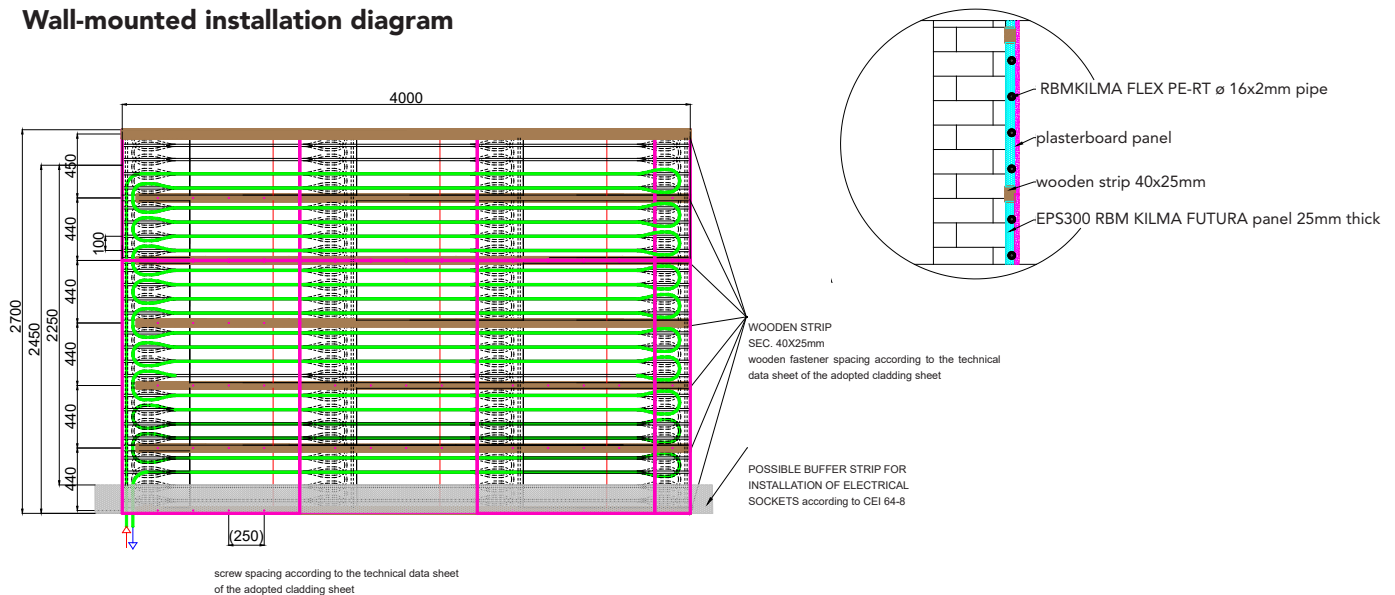 Wall-mounted installation diagram
4000
450
440
100
440
440
440
440
2700
2450
2250
(250)
screw spacing according to the technical data sheet
of the adopted cladding sheet
WOODEN STRIP
SEC. 40X25mm
wooden fastener spacing according to the technical
data sheet of the adopted cladding sheet
POSSIBLE BUFFER STRIP FOR
INSTALLATION OF ELECTRICAL
SOCKETS according to CEI 64-8
RBMKILMA FLEX PE-RT ø 16x2mm pipe
plasterboard panel
wooden strip 40x25mm
EPS300 RBM KILMA FUTURA panel 25mm thick